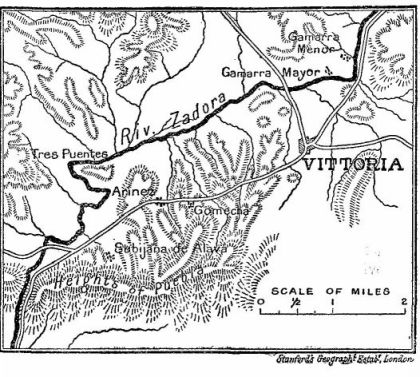 Gamarra
Menor
Gamarra Mayor
Riv. Zadora
Tres Puentes
VITTORIA
Arinez
Gomecha
Subijana de Alava
Heights of Puebla
SCALE OF MILES
0 ½ 1 2
Stanford's Geograph.l Estab.t, London